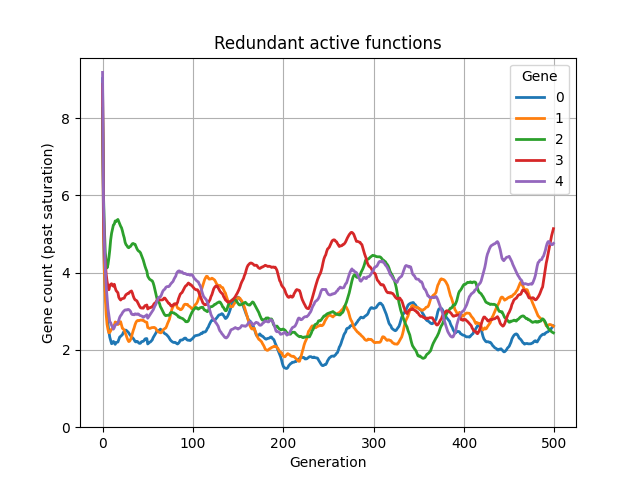 Redundant active functions
Gene count (past saturation)
8
6
4
2
0
0 100 200 300 400 500
Generation
Gene
0
1
2
3
4